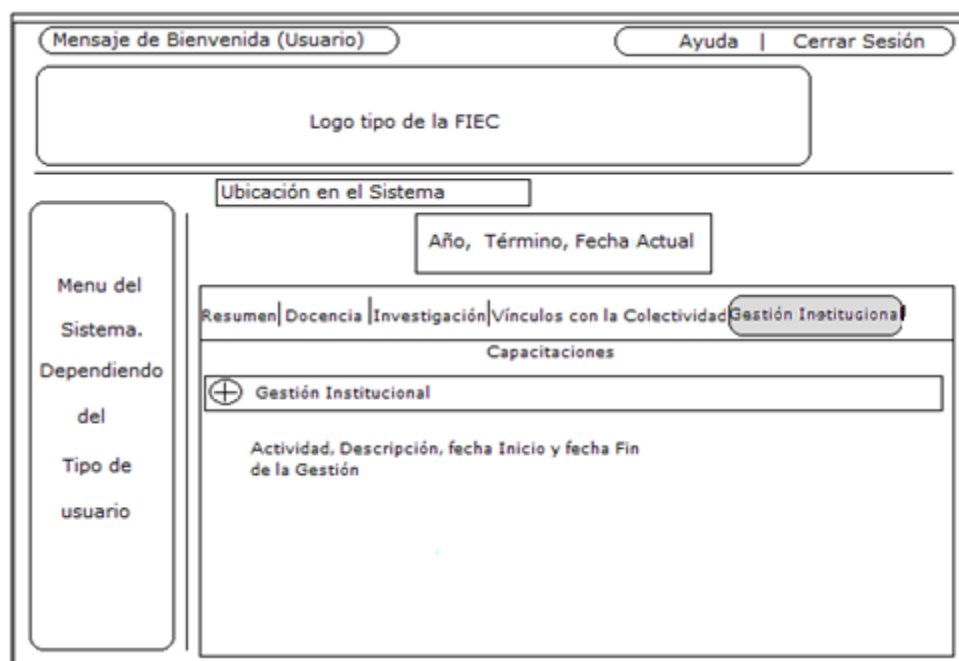 Mensaje de Bienvenida (Usuario)
Ayuda | Cerrar Sesión
Logo tipo de la FIEC
Ubicación en el Sistema
Año, Término, Fecha Actual
Menu del
Sistema.
Dependiendo
del
Tipo de
usuario
Resumen| Docencia |Investigación|Vínculos con la Colectividad Gestión Institucional
Capacitaciones
Gestión Institucional
Actividad, Descripción, fecha Inicio y fecha Fin
de la Gestión